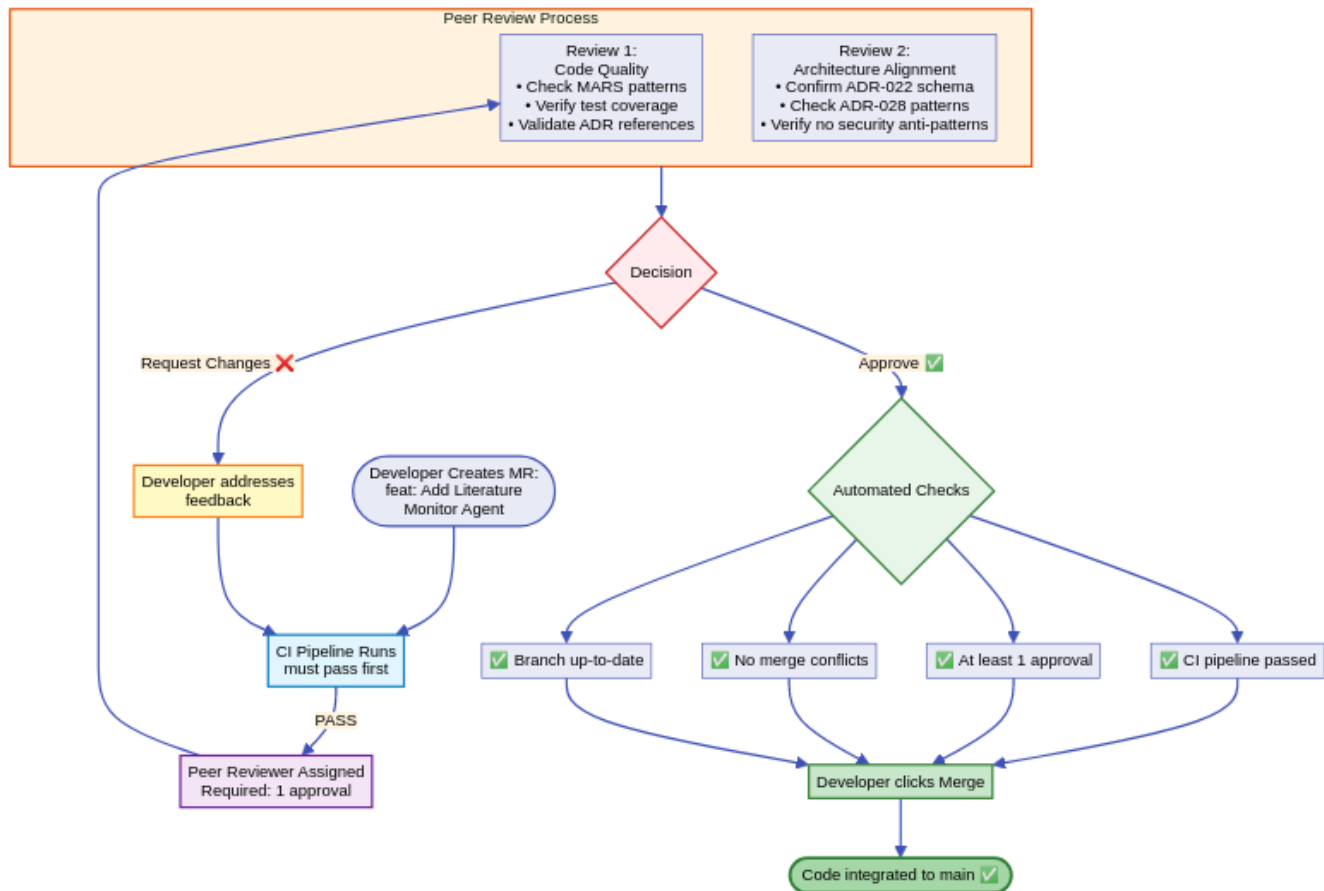 Peer Review Process
Review 1:
Code Quality
• Check MARS patterns
• Verify test coverage
• Validate ADR references
Review 2:
Architecture Alignment
• Confirm ADR-022 schema
• Check ADR-028 patterns
• Verify no security anti-patterns
Decision
Request Changes ❌
Approve ✅
Developer addresses
feedback
Developer Creates MR:
feat: Add Literature
Monitor Agent
Automated Checks
CI Pipeline Runs
must pass first
✅ Branch up-to-date
✅ No merge conflicts
✅ At least 1 approval
✅ CI pipeline passed
PASS
Peer Reviewer Assigned
Required: 1 approval
Developer clicks Merge
Code integrated to main ✅